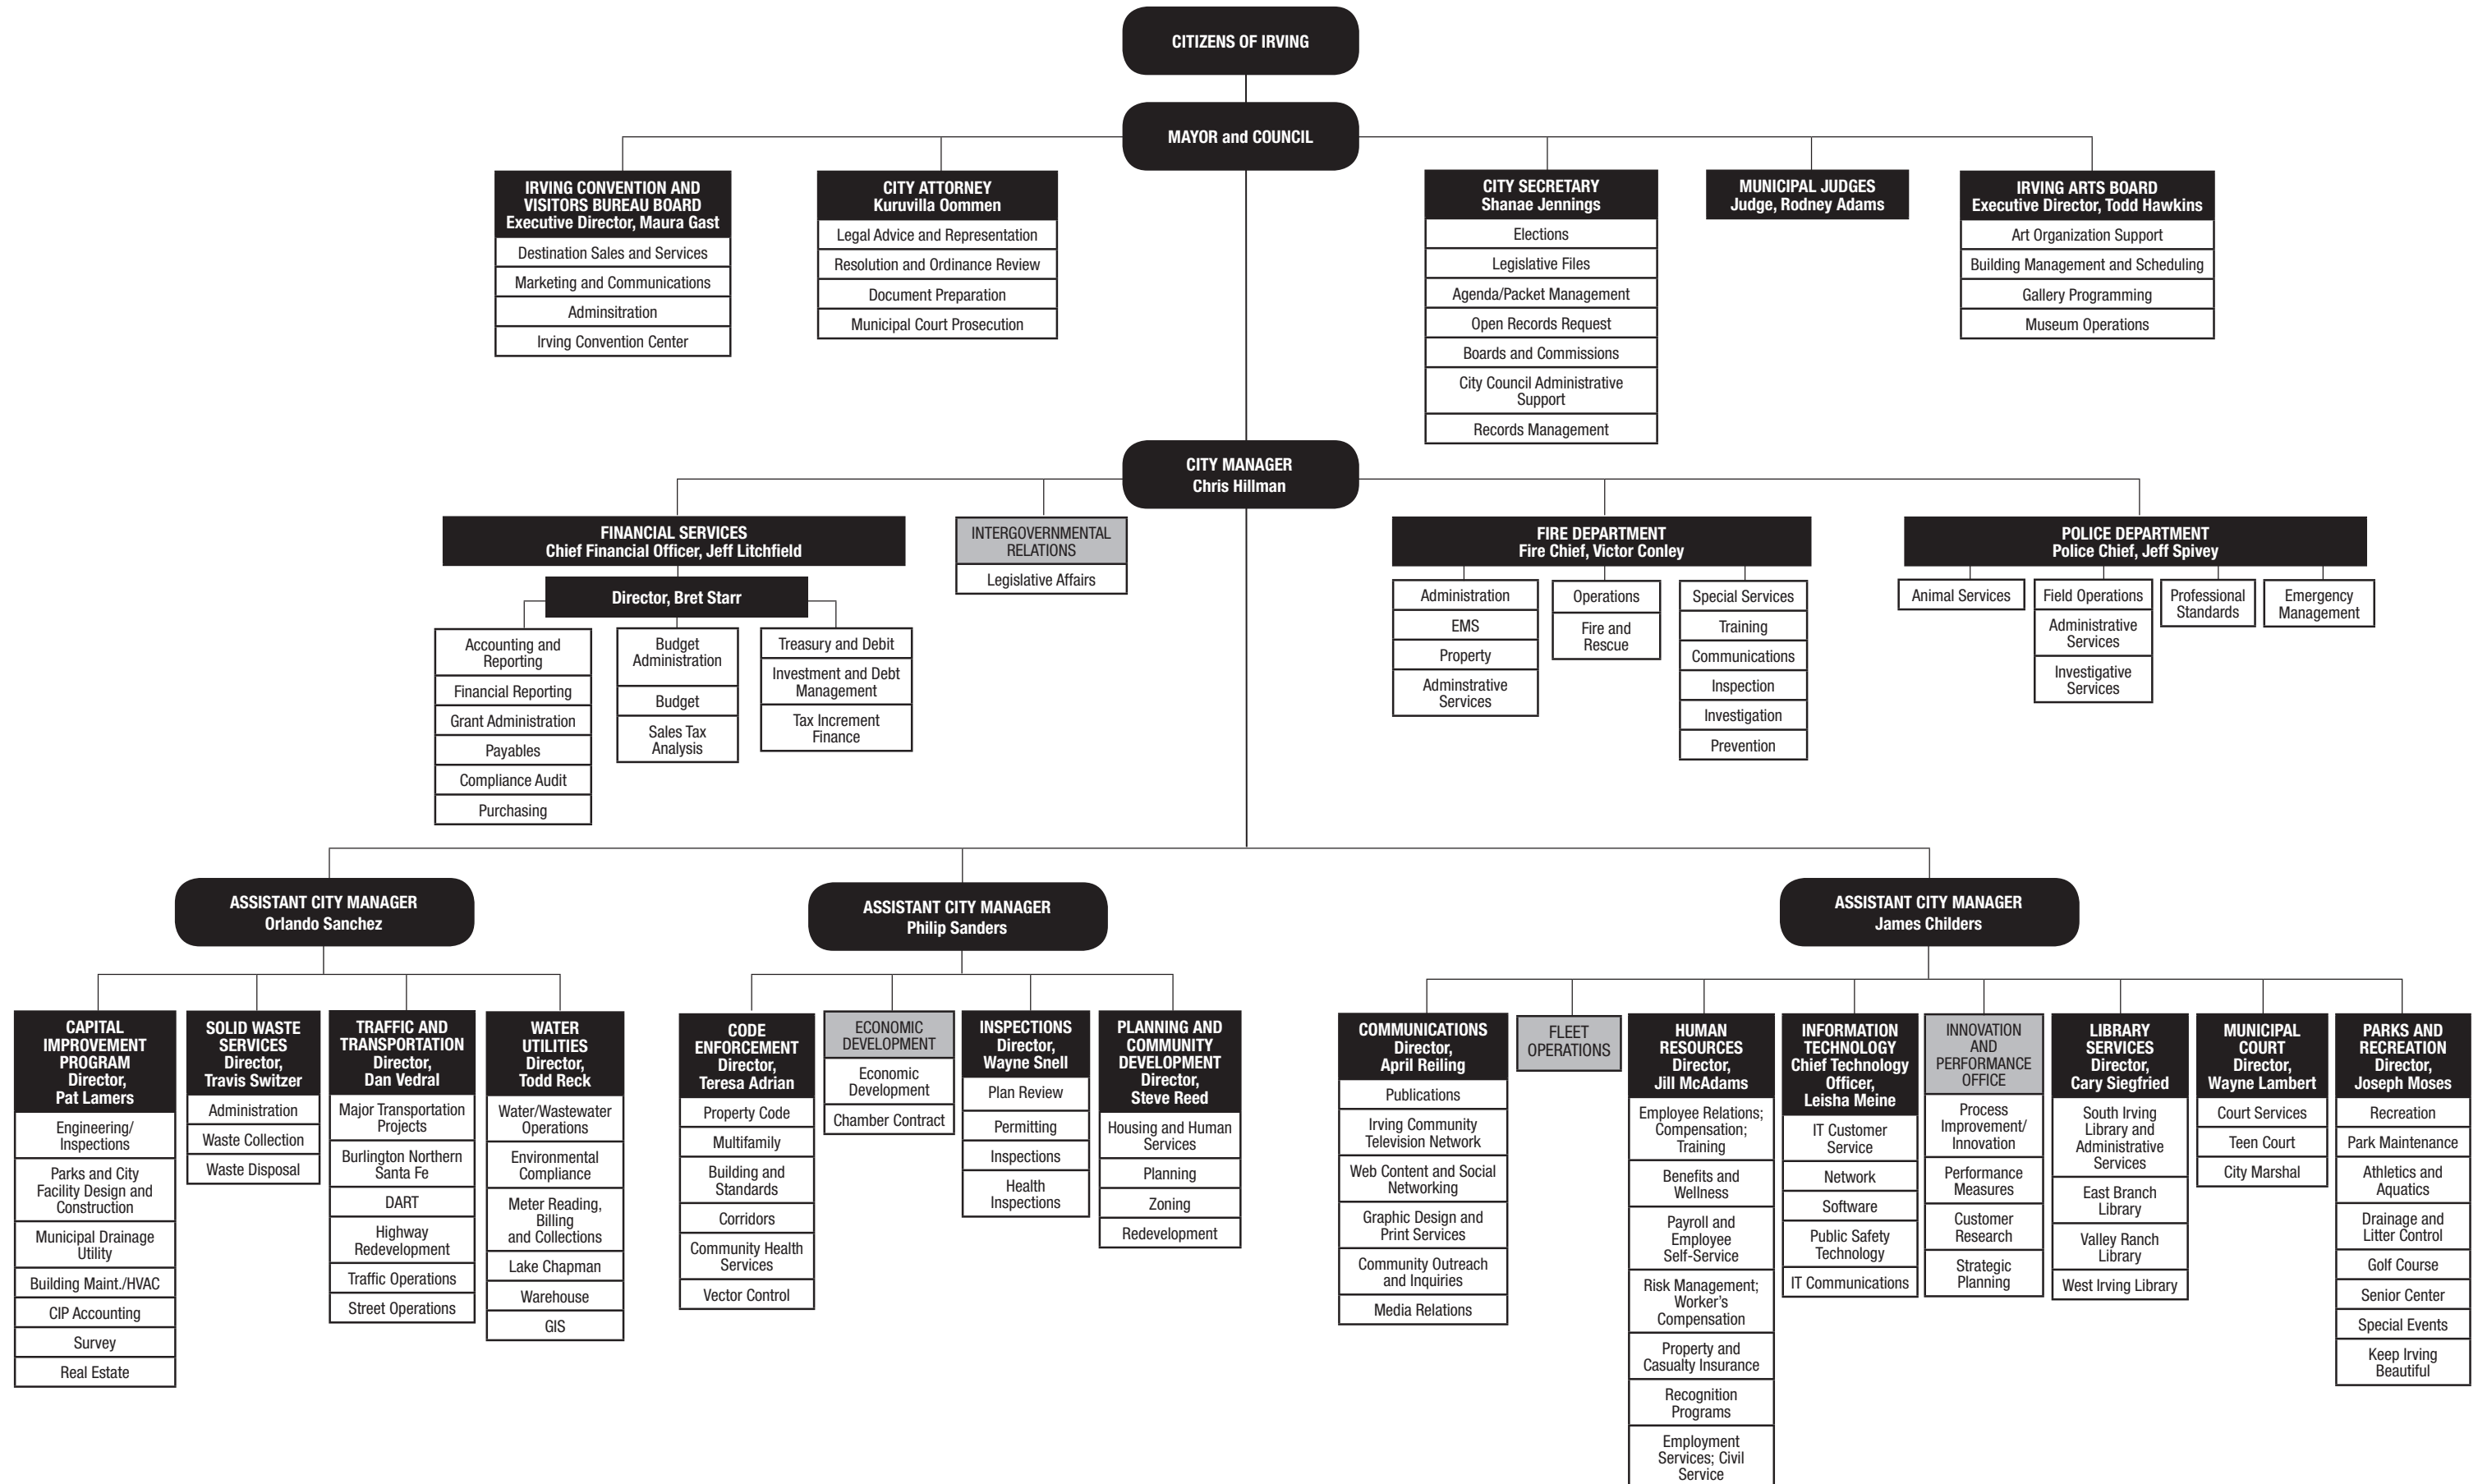 CITIZENS OF IRVING
MAYOR and COUNCIL
IRVING CONVENTION AND
VISITORS BUREAU BOARD
Executive Director, Maura Gast
Destination Sales and Services
Marketing and Communications
Adminsitration
Irving Convention Center
CITY ATTORNEY
Kuruvilla Oommen
Legal Advice and Representation
Resolution and Ordinance Review
Document Preparation
Municipal Court Prosecution
CITY SECRETARY
Shanae Jennings
Elections
Legislative Files
Agenda/Packet Management
Open Records Request
Boards and Commissions
City Council Administrative
Support
Records Management
MUNICIPAL JUDGES
Judge, Rodney Adams
IRVING ARTS BOARD
Executive Director, Todd Hawkins
Art Organization Support
Building Management and Scheduling
Gallery Programming
Museum Operations
CITY MANAGER
Chris Hillman
FINANCIAL SERVICES
Chief Financial Officer, Jeff Litchfield
Director, Bret Starr
Accounting and
Reporting
Financial Reporting
Grant Administration
Payables
Compliance Audit
Purchasing
Budget
Administration
Budget
Sales Tax
Analysis
Treasury and Debit
Investment and Debt
Management
Tax Increment
Finance
INTERGOVERNMENTAL
RELATIONS
Legislative Affairs
FIRE DEPARTMENT
Fire Chief, Victor Conley
Administration
EMS
Property
Adminstrative
Services
Operations
Fire and
Rescue
Special Services
Training
Communications
Inspection
Investigation
Prevention
POLICE DEPARTMENT
Police Chief, Jeff Spivey
Animal Services
Field Operations
Administrative
Services
Investigative
Services
Professional
Standards
Emergency
Management
ASSISTANT CITY MANAGER
Orlando Sanchez
CAPITAL
IMPROVEMENT
PROGRAM
Director,
Pat Lamers
Engineering/
Inspections
Parks and City
Facility Design and
Construction
Municipal Drainage
Utility
Building Maint./HVAC
CIP Accounting
Survey
Real Estate
SOLID WASTE
SERVICES
Director,
Travis Switzer
Administration
Waste Collection
Waste Disposal
TRAFFIC AND
TRANSPORTATION
Director,
Dan Vedral
Major Transportation
Projects
Burlington Northern
Santa Fe
DART
Highway
Redevelopment
Traffic Operations
Street Operations
WATER
UTILITIES
Director,
Todd Reck
Water/Wastewater
Operations
Environmental
Compliance
Meter Reading,
Billing
and Collections
Lake Chapman
Warehouse
GIS
ASSISTANT CITY MANAGER
Philip Sanders
CODE
ENFORCEMENT
Director,
Teresa Adrian
Property Code
Multifamily
Building and
Standards
Corridors
Community Health
Services
Vector Control
ECONOMIC
DEVELOPMENT
Economic
Development
Chamber Contract
INSPECTIONS
Director,
Wayne Snell
Plan Review
Permitting
Inspections
Health
Inspections
PLANNING AND
COMMUNITY
DEVELOPMENT
Director,
Steve Reed
Housing and Human
Services
Planning
Zoning
Redevelopment
ASSISTANT CITY MANAGER
James Childers
COMMUNICATIONS
Director,
April Reiling
Publications
Irving Community
Television Network
Web Content and Social
Networking
Graphic Design and
Print Services
Community Outreach
and Inquiries
Media Relations
FLEET
OPERATIONS
HUMAN
RESOURCES
Director,
Jill McAdams
Employee Relations;
Compensation;
Training
Benefits and
Wellness
Payroll and
Employee
Self-Service
Risk Management;
Worker's
Compensation
Property and
Casualty Insurance
Recognition
Programs
Employment
Services; Civil
Service
INFORMATION
TECHNOLOGY
Chief Technology
Officer,
Leisha Meine
IT Customer
Service
Network
Software
Public Safety
Technology
IT Communications
INNOVATION
AND
PERFORMANCE
OFFICE
Process
Improvement/
Innovation
Performance
Measures
Customer
Research
Strategic
Planning
LIBRARY
SERVICES
Director,
Cary Siegfried
South Irving
Library and
Administrative
Services
East Branch
Library
Valley Ranch
Library
West Irving Library
MUNICIPAL
COURT
Director,
Wayne Lambert
Court Services
Teen Court
City Marshal
PARKS AND
RECREATION
Director,
Joseph Moses
Recreation
Park Maintenance
Athletics and
Aquatics
Drainage and
Litter Control
Golf Course
Senior Center
Special Events
Keep Irving
Beautiful